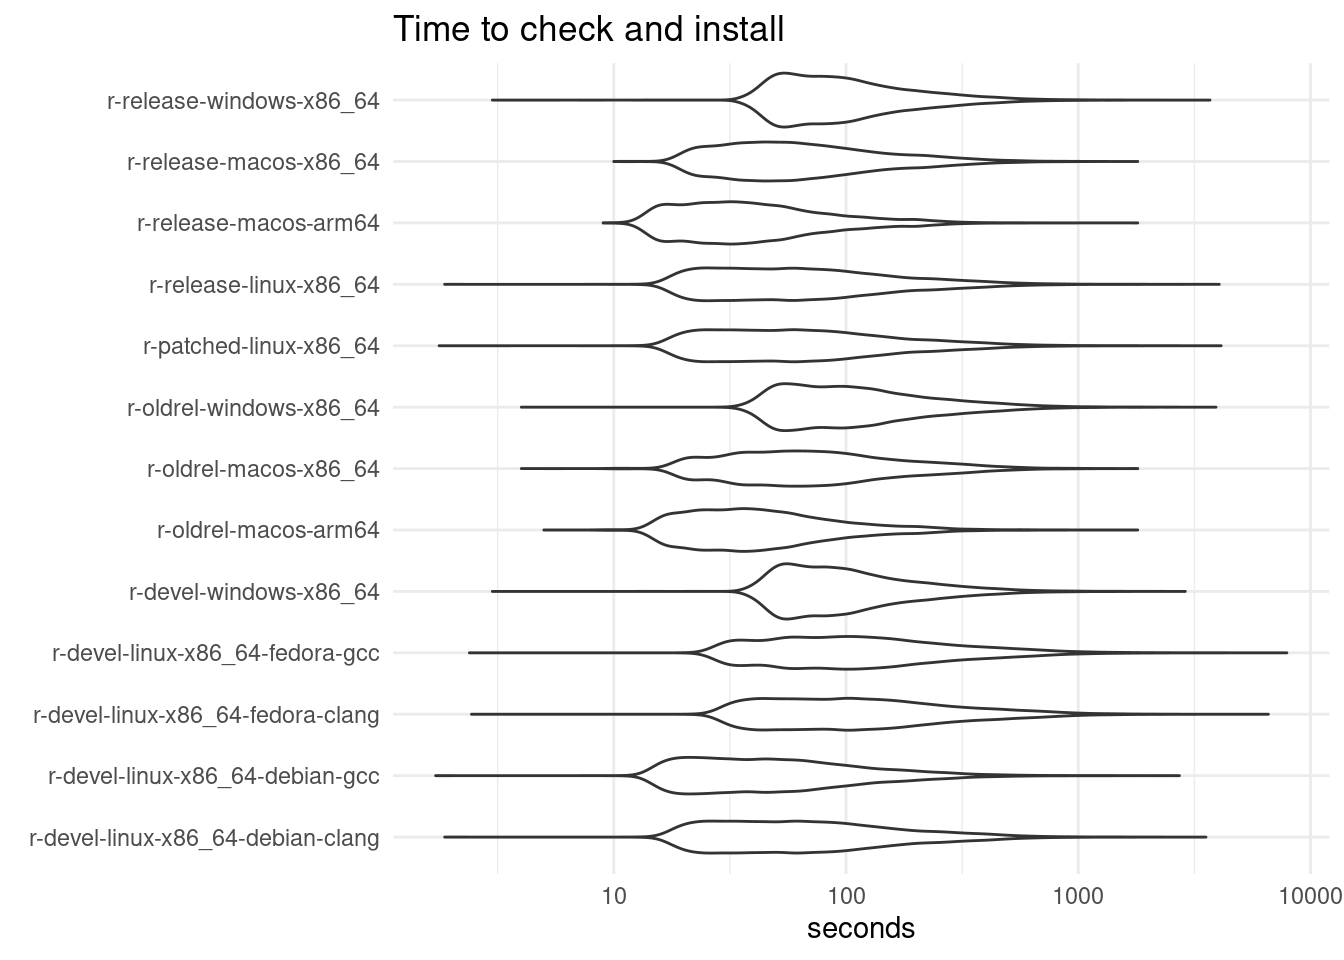 Time to check and install
r-release-windows-x86_64
r-release-macos-x86_64
r-release-macos-arm64
r-release-linux-x86_64
r-patched-linux-x86_64
r-oldrel-windows-x86_64
r-oldrel-macos-x86_64
r-oldrel-macos-arm64
r-devel-windows-x86_64
r-devel-linux-x86_64-fedora-gcc
r-devel-linux-x86_64-fedora-clang
r-devel-linux-x86_64-debian-gcc
r-devel-linux-x86_64-debian-clang
10 100 1000 10000
seconds